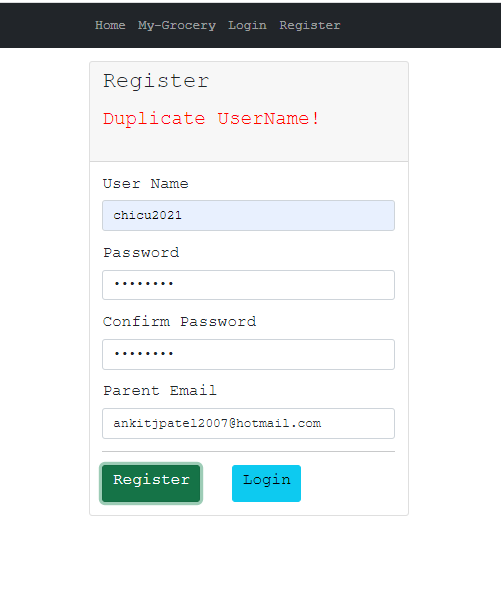 Home My-Grocery Login Register
Register
Duplicate UserName!
User Name
chicu2021
Password
••••••••
Confirm Password
••••••••
Parent Email
ankitjpatel2007@hotmail.com
Register Login